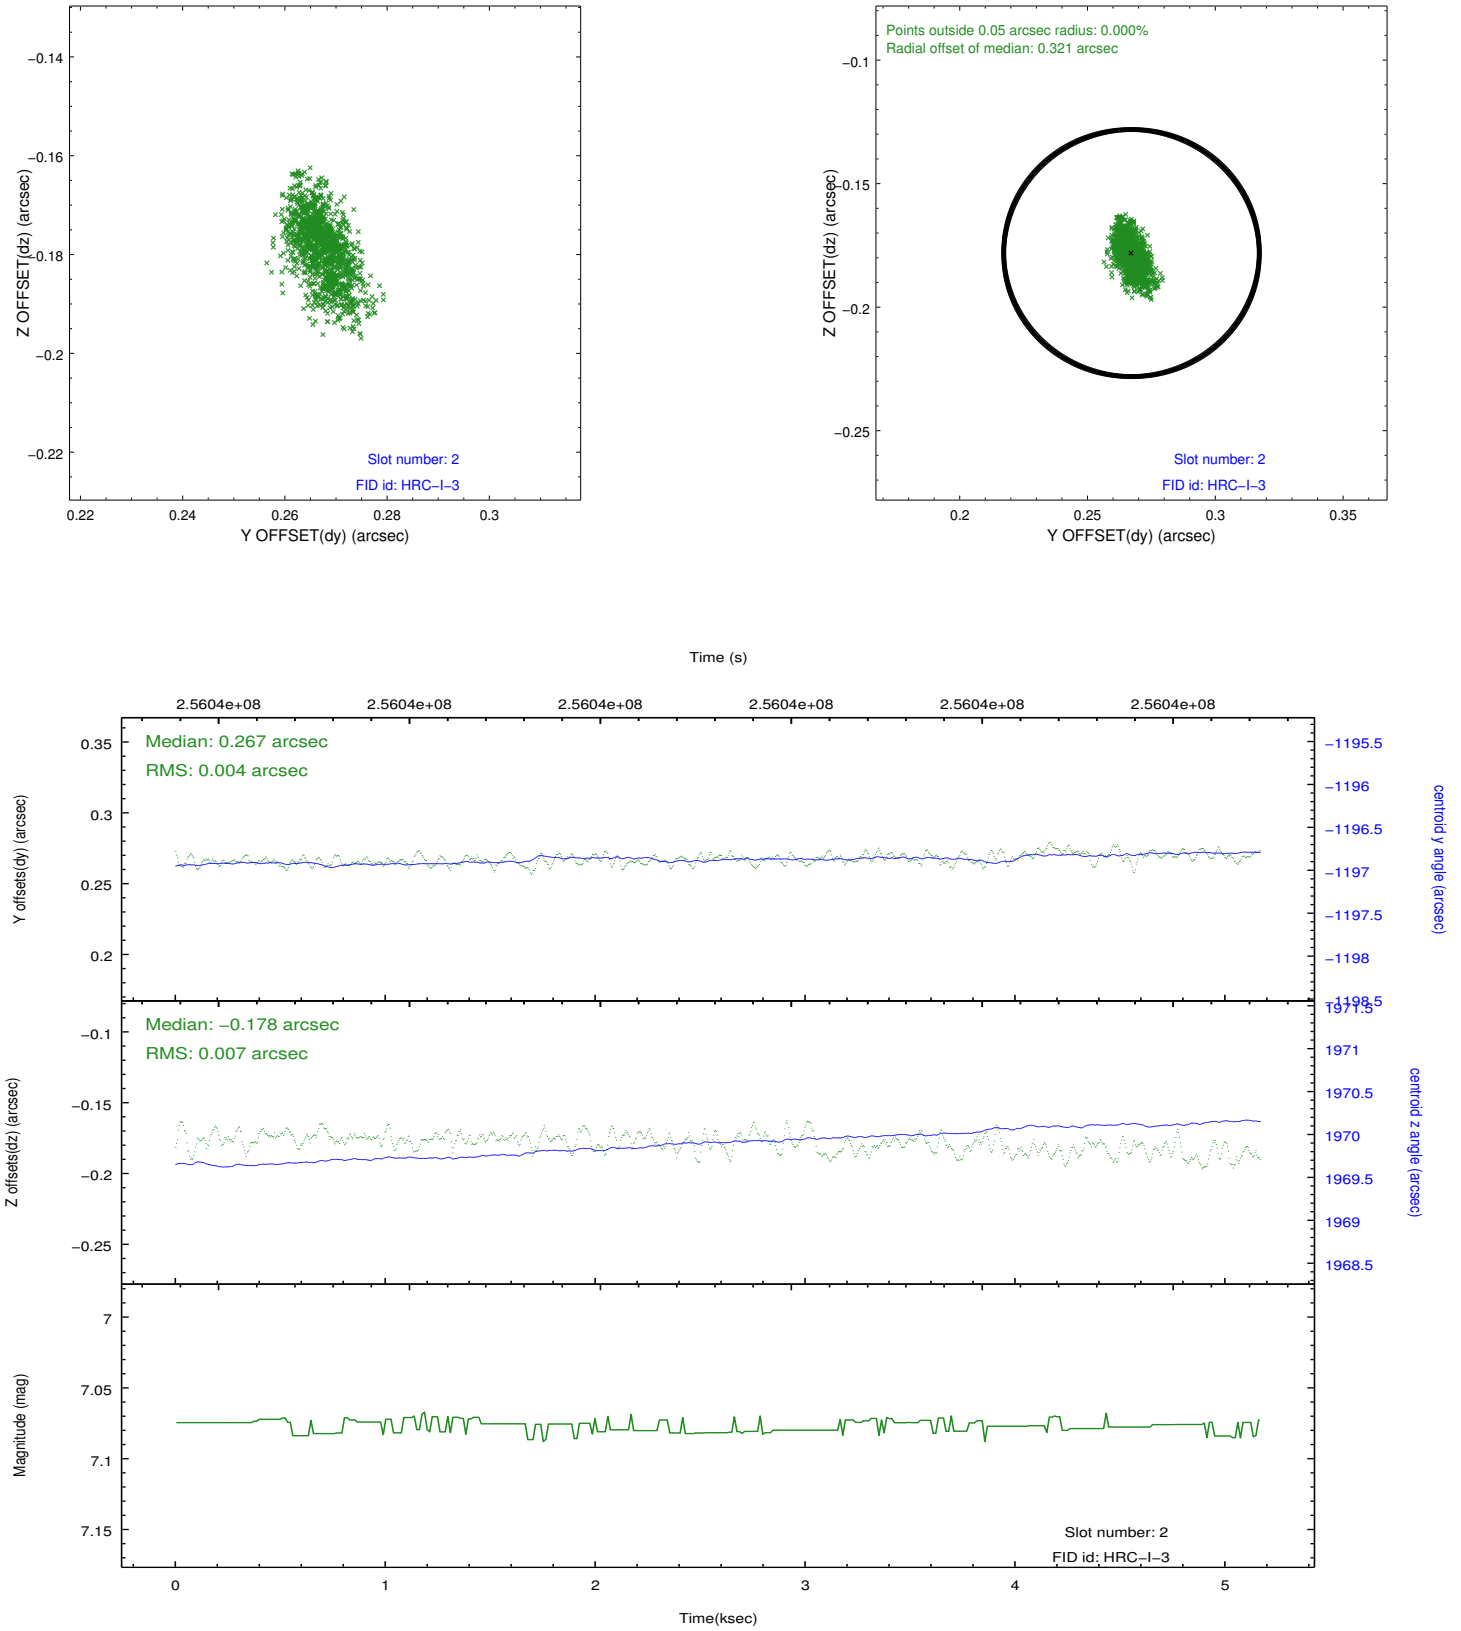 −0.14
−0.16
−0.18
−0.2
−0.22
Z OFFSET(dz) (arcsec)
Slot number: 2
FID id: HRC−I−3
0.22 0.24 0.26 0.28 0.3
Y OFFSET(dy) (arcsec)
Points outside 0.05 arcsec radius: 0.000%
Radial offset of median: 0.321 arcsec
−0.1
−0.15
−0.2
−0.25
Z OFFSET(dz) (arcsec)
Slot number: 2
FID id: HRC−I−3
0.2 0.25 0.3 0.35
Y OFFSET(dy) (arcsec)
Time (s)
2.5604e+08 2.5604e+08 2.5604e+08 2.5604e+08 2.5604e+08 2.5604e+08
Median: 0.267 arcsec
RMS: 0.004 arcsec
0.35
0.3
0.25
0.2
Y offsets(dy) (arcsec)
−1195.5
−1196
−1196.5
−1197
−1197.5
−1198
−1198.5
centroid y angle (arcsec)
Median: −0.178 arcsec
RMS: 0.007 arcsec
−0.1
−0.15
−0.2
−0.25
Z offsets(dz) (arcsec)
1971.5
1971
1970.5
1970
1969.5
1969
1968.5
centroid z angle (arcsec)
7
7.05
7.1
7.15
Magnitude (mag)
Slot number: 2
FID id: HRC−I−3
0 1 2 3 4 5
Time(ksec)